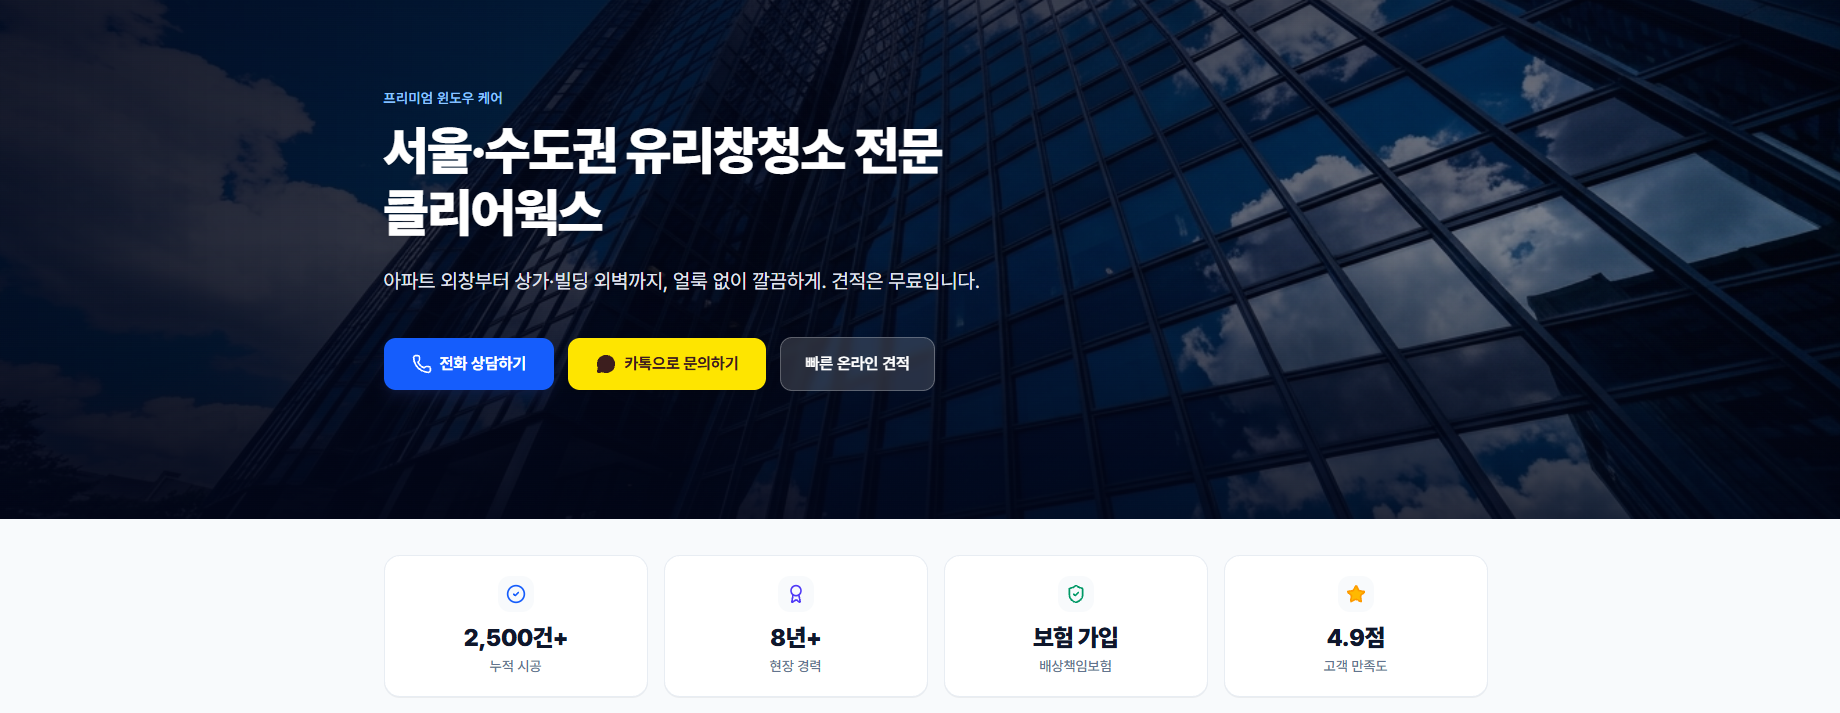 프리미엄 윈도우 케어
서울·수도권 유리창청소 전문
클리어웍스
아파트 외창부터 상가·빌딩 외벽까지, 얼룩 없이 깔끔하게. 견적은 무료입니다.
전화 상담하기
카톡으로 문의하기
빠른 온라인 견적
2,500건+
누적 시공
8년+
현장 경력
보험 가입
배상책임보험
4.9점
고객 만족도